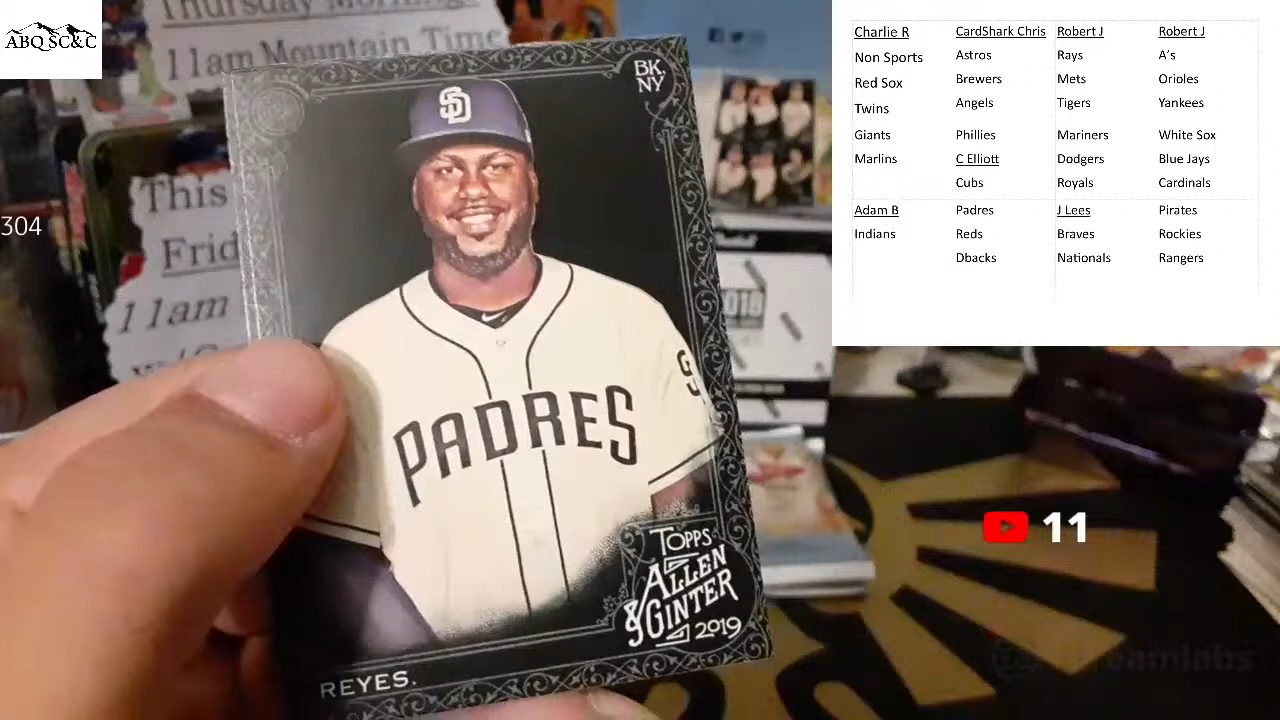 ABQ SC&C
Thursday Mornings
11am Mountain Time
This
Frid
11am
304
BK.
NY
SD
PADRES
TOPPS
ALLEN
&GINTER
2019
REYES.
2018
Charlie R
Non Sports
Red Sox
Twins
Giants
Marlins
Adam B
Indians
CardShark Chris
Astros
Brewers
Angels
Phillies
C Elliott
Cubs
Padres
Reds
Dbacks
Robert J
Rays
Mets
Tigers
Mariners
Dodgers
Royals
J Lees
Braves
Nationals
Robert J
A's
Orioles
Yankees
White Sox
Blue Jays
Cardinals
Pirates
Rockies
Rangers
11
streamlabs